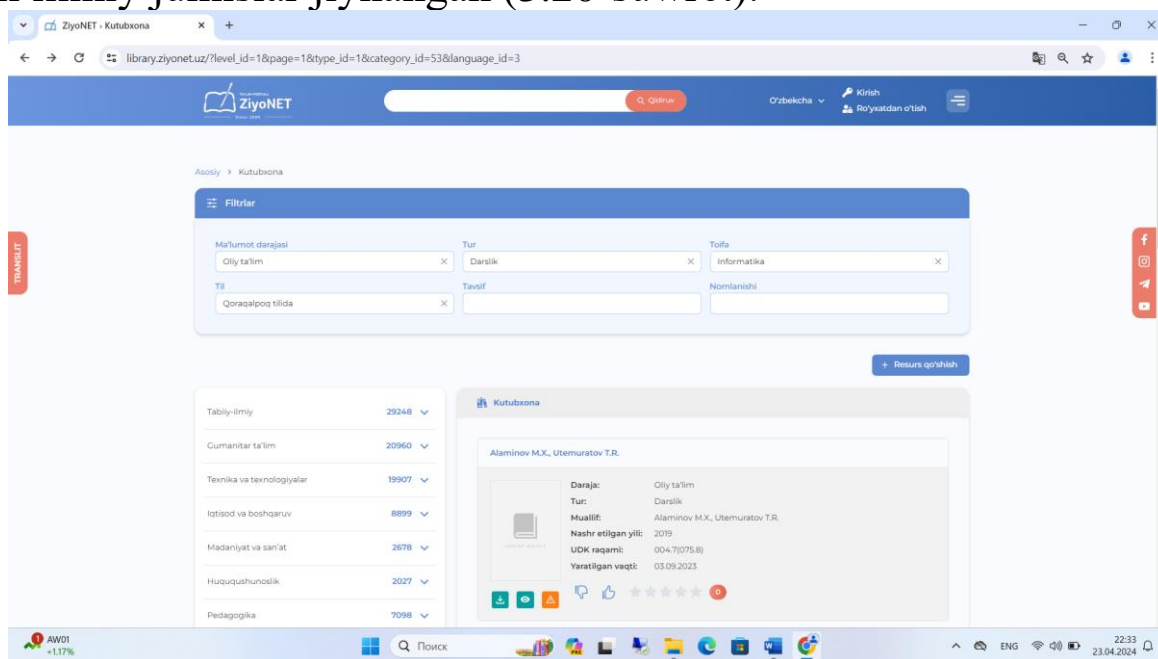 ZiyoNET - Kutubxona
library.ziyonet.uz/?level_id=1&page=1&type_id=1&category_id=53&language_id=3
ZiyoNET
Qidiruv
O'zbekcha
Kirish
Ro'yxatdan o'tish
Asosiy > Kutubxona
Filtrlar
Ma'lumot darajasi Tur Toifa
Oliy ta'lim Darslik Informatika
Til Tavsif Nomlanishi
Qoraqalpoq tilida
TRANSLIT
+ Resurs qo'shish
Tabiiy-ilmiy 29248
Gumanitar ta'lim 20960
Texnika va texnologiyalar 19907
Iqtisod va boshqaruv 8899
Madaniyat va san'at 2678
Huququshunoslik 2027
Pedagogika 7098
Kutubxona
Alaminov M.X., Utemuratov T.R.
Daraja: Oliy ta'lim
Tur: Darslik
Muallif: Alaminov M.X., Utemuratov T.R.
Nashr etilgan yili: 2019
UDK raqami: 004.7(075.8)
Yaratilgan vaqti: 03.09.2023
0
1
AW01
+1.17%
Поиск
ENG
22:33
23.04.2024